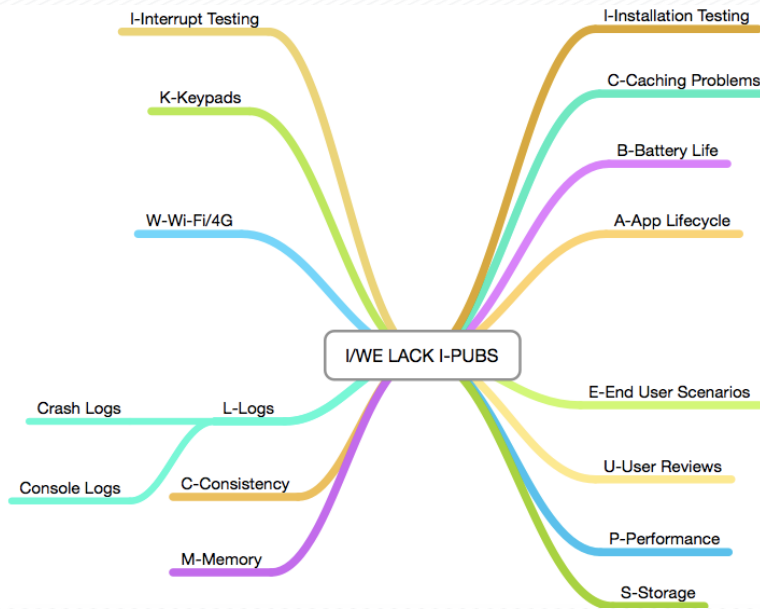 I-Interrupt Testing
K-Keypads
W-Wi-Fi/4G
I/WE LACK I-PUBS
L-Logs
Crash Logs
Console Logs
C-Consistency
M-Memory
I-Installation Testing
C-Caching Problems
B-Battery Life
A-App Lifecycle
E-End User Scenarios
U-User Reviews
P-Performance
S-Storage